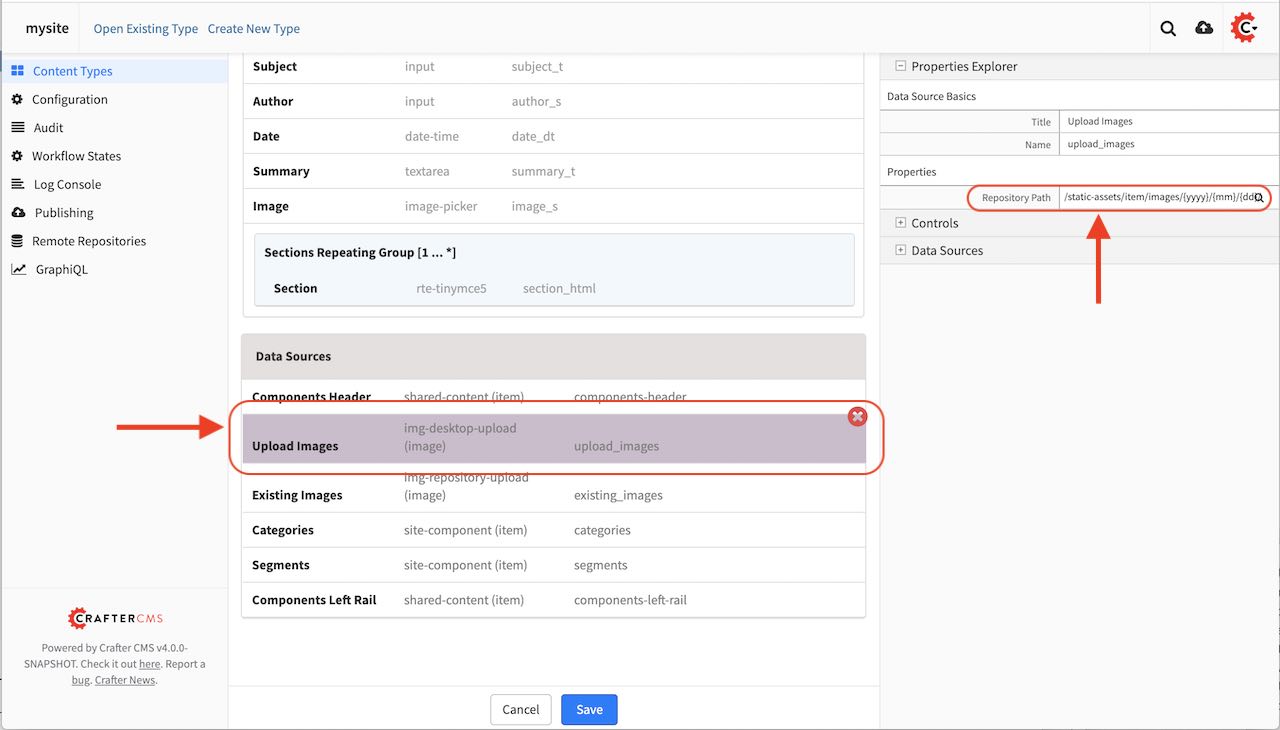 mysite Open Existing Type Create New Type
Content Types
Configuration
Audit
Workflow States
Log Console
Publishing
Remote Repositories
GraphiQL
CRAFTERCMS
Powered by Crafter CMS v4.0.0-
SNAPSHOT. Check it out here. Report a
bug. Crafter News.
Subject input subject_t
Author input author_s
Date date-time date_dt
Summary textarea summary_t
Image image-picker image_s
Sections Repeating Group [1 ... *]
Section rte-tinymce5 section_html
Data Sources
Components Header shared-content (item) components-header
img-desktop-upload
Upload Images (image) upload_images
img-repository-upload
Existing Images (image) existing_images
Categories site-component (item) categories
Segments site-component (item) segments
Components Left Rail shared-content (item) components-left-rail
Cancel Save
Properties Explorer
Data Source Basics
Title Upload Images
Name upload_images
Properties
Repository Path /static-assets/item/images/{yyyy}/{mm}/{dd
Controls
Data Sources